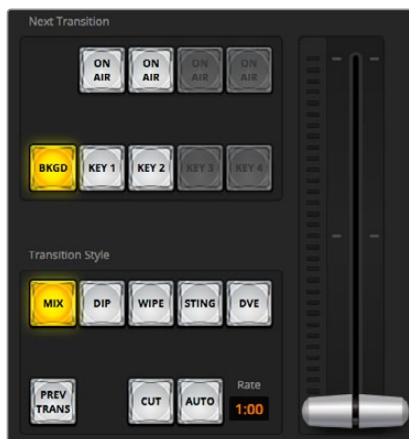 Next Transition
ON AIR ON AIR ON AIR ON AIR
BKGD KEY 1 KEY 2 KEY 3 KEY 4
Transition Style
MIX DIP WIPE STING DVE
PREV TRANS CUT AUTO Rate 1:00